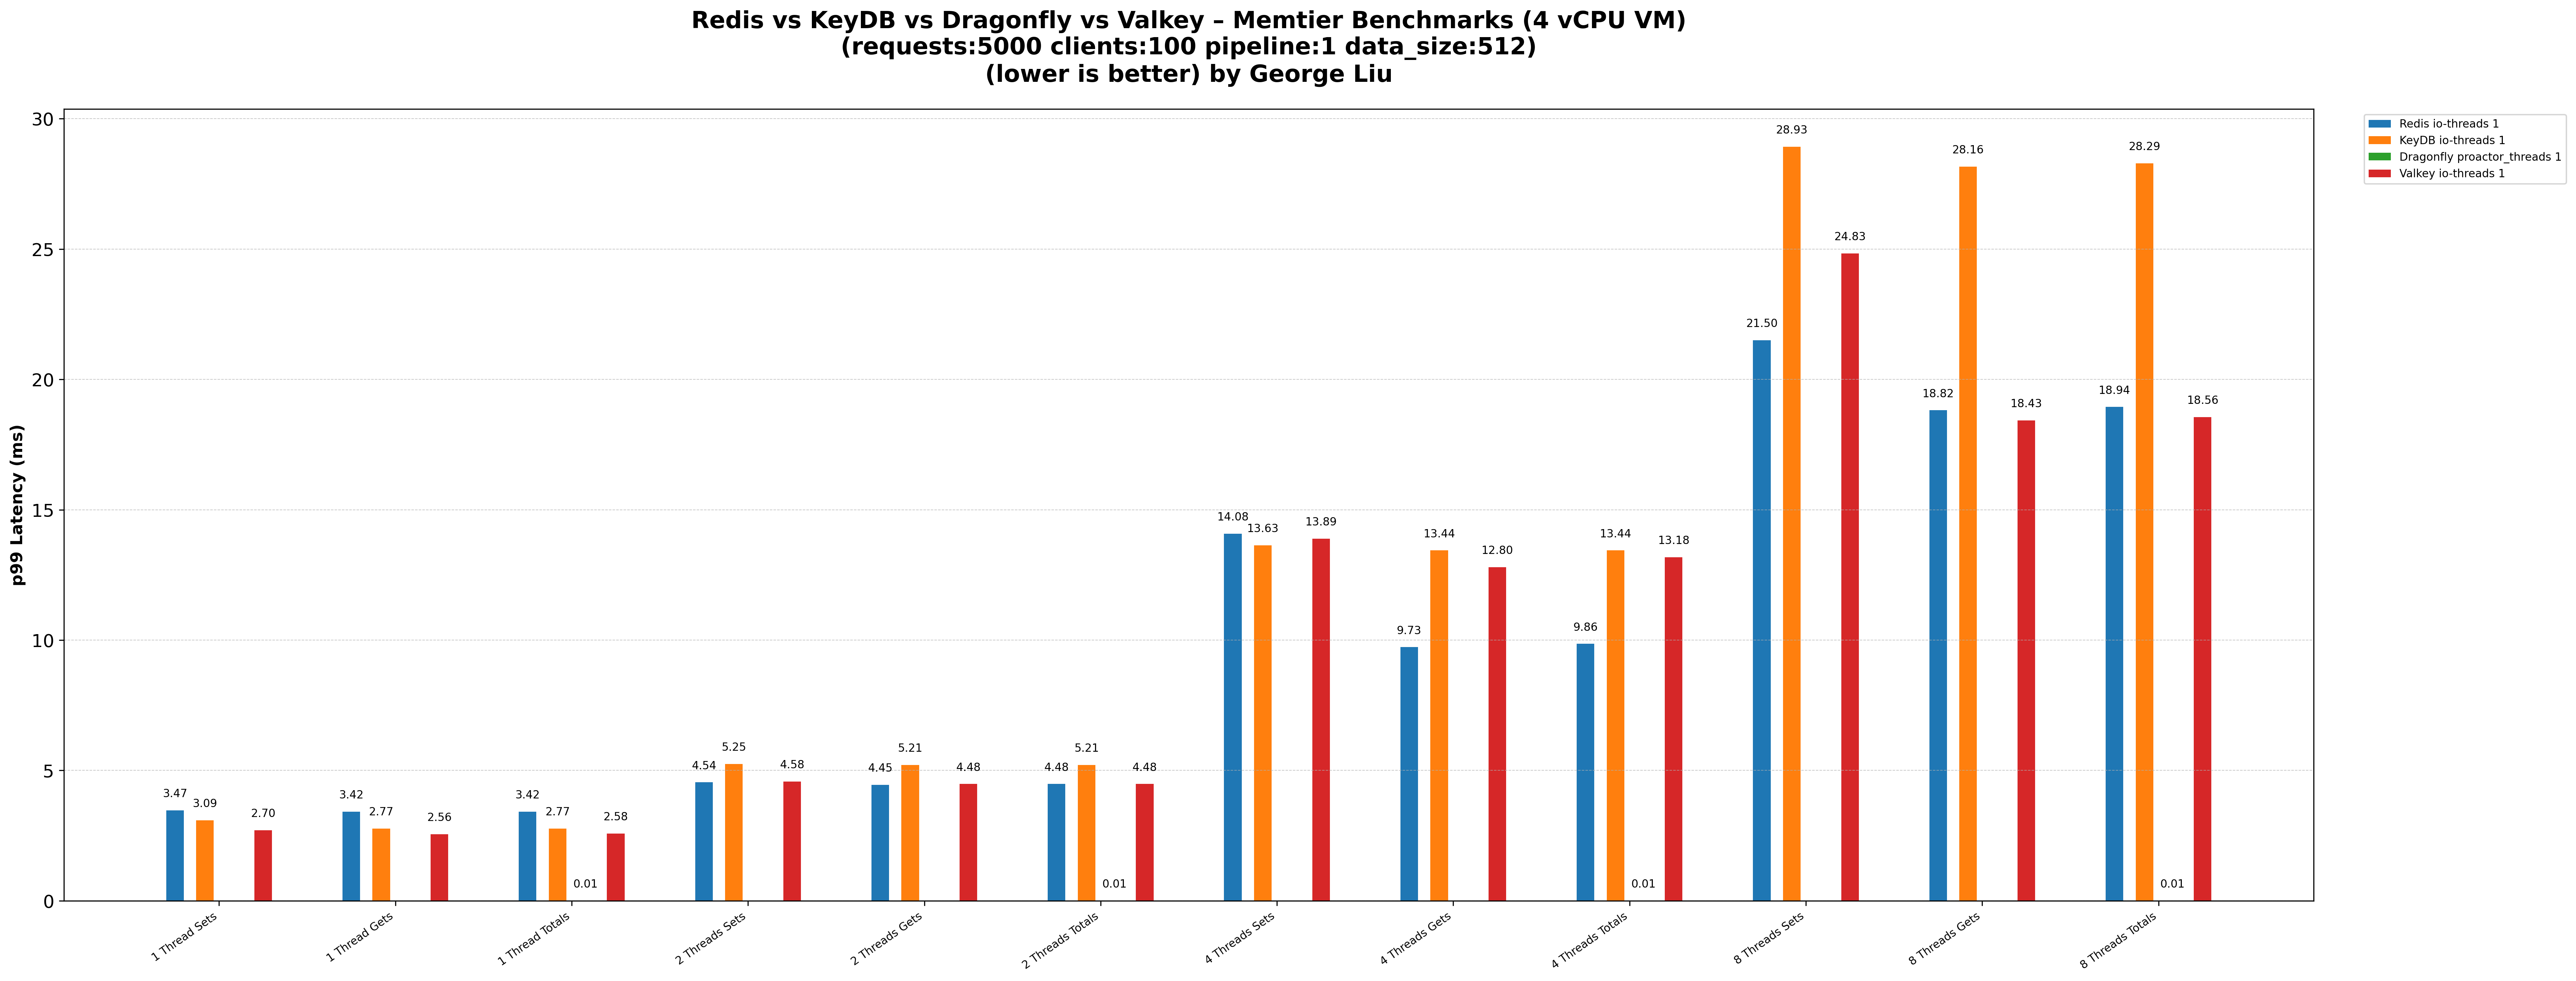 Redis vs KeyDB vs Dragonfly vs Valkey – Memtier Benchmarks (4 vCPU VM)
(requests:5000 clients:100 pipeline:1 data_size:512)
(lower is better) by George Liu
Redis io-threads 1
KeyDB io-threads 1
Dragonfly proactor_threads 1
Valkey io-threads 1
p99 Latency (ms)
30
25
20
15
10
5
0
3.47
3.09
2.70
3.42
2.77
2.56
3.42
2.77
0.01
2.58
4.54
5.25
4.58
4.45
5.21
4.48
4.48
5.21
0.01
4.48
14.08
13.63
13.89
9.73
13.44
12.80
9.86
13.44
0.01
13.18
21.50
28.93
24.83
18.82
28.16
18.43
18.94
28.29
0.01
18.56
1 Thread Sets
1 Thread Gets
1 Thread Totals
2 Threads Sets
2 Threads Gets
2 Threads Totals
4 Threads Sets
4 Threads Gets
4 Threads Totals
8 Threads Sets
8 Threads Gets
8 Threads Totals